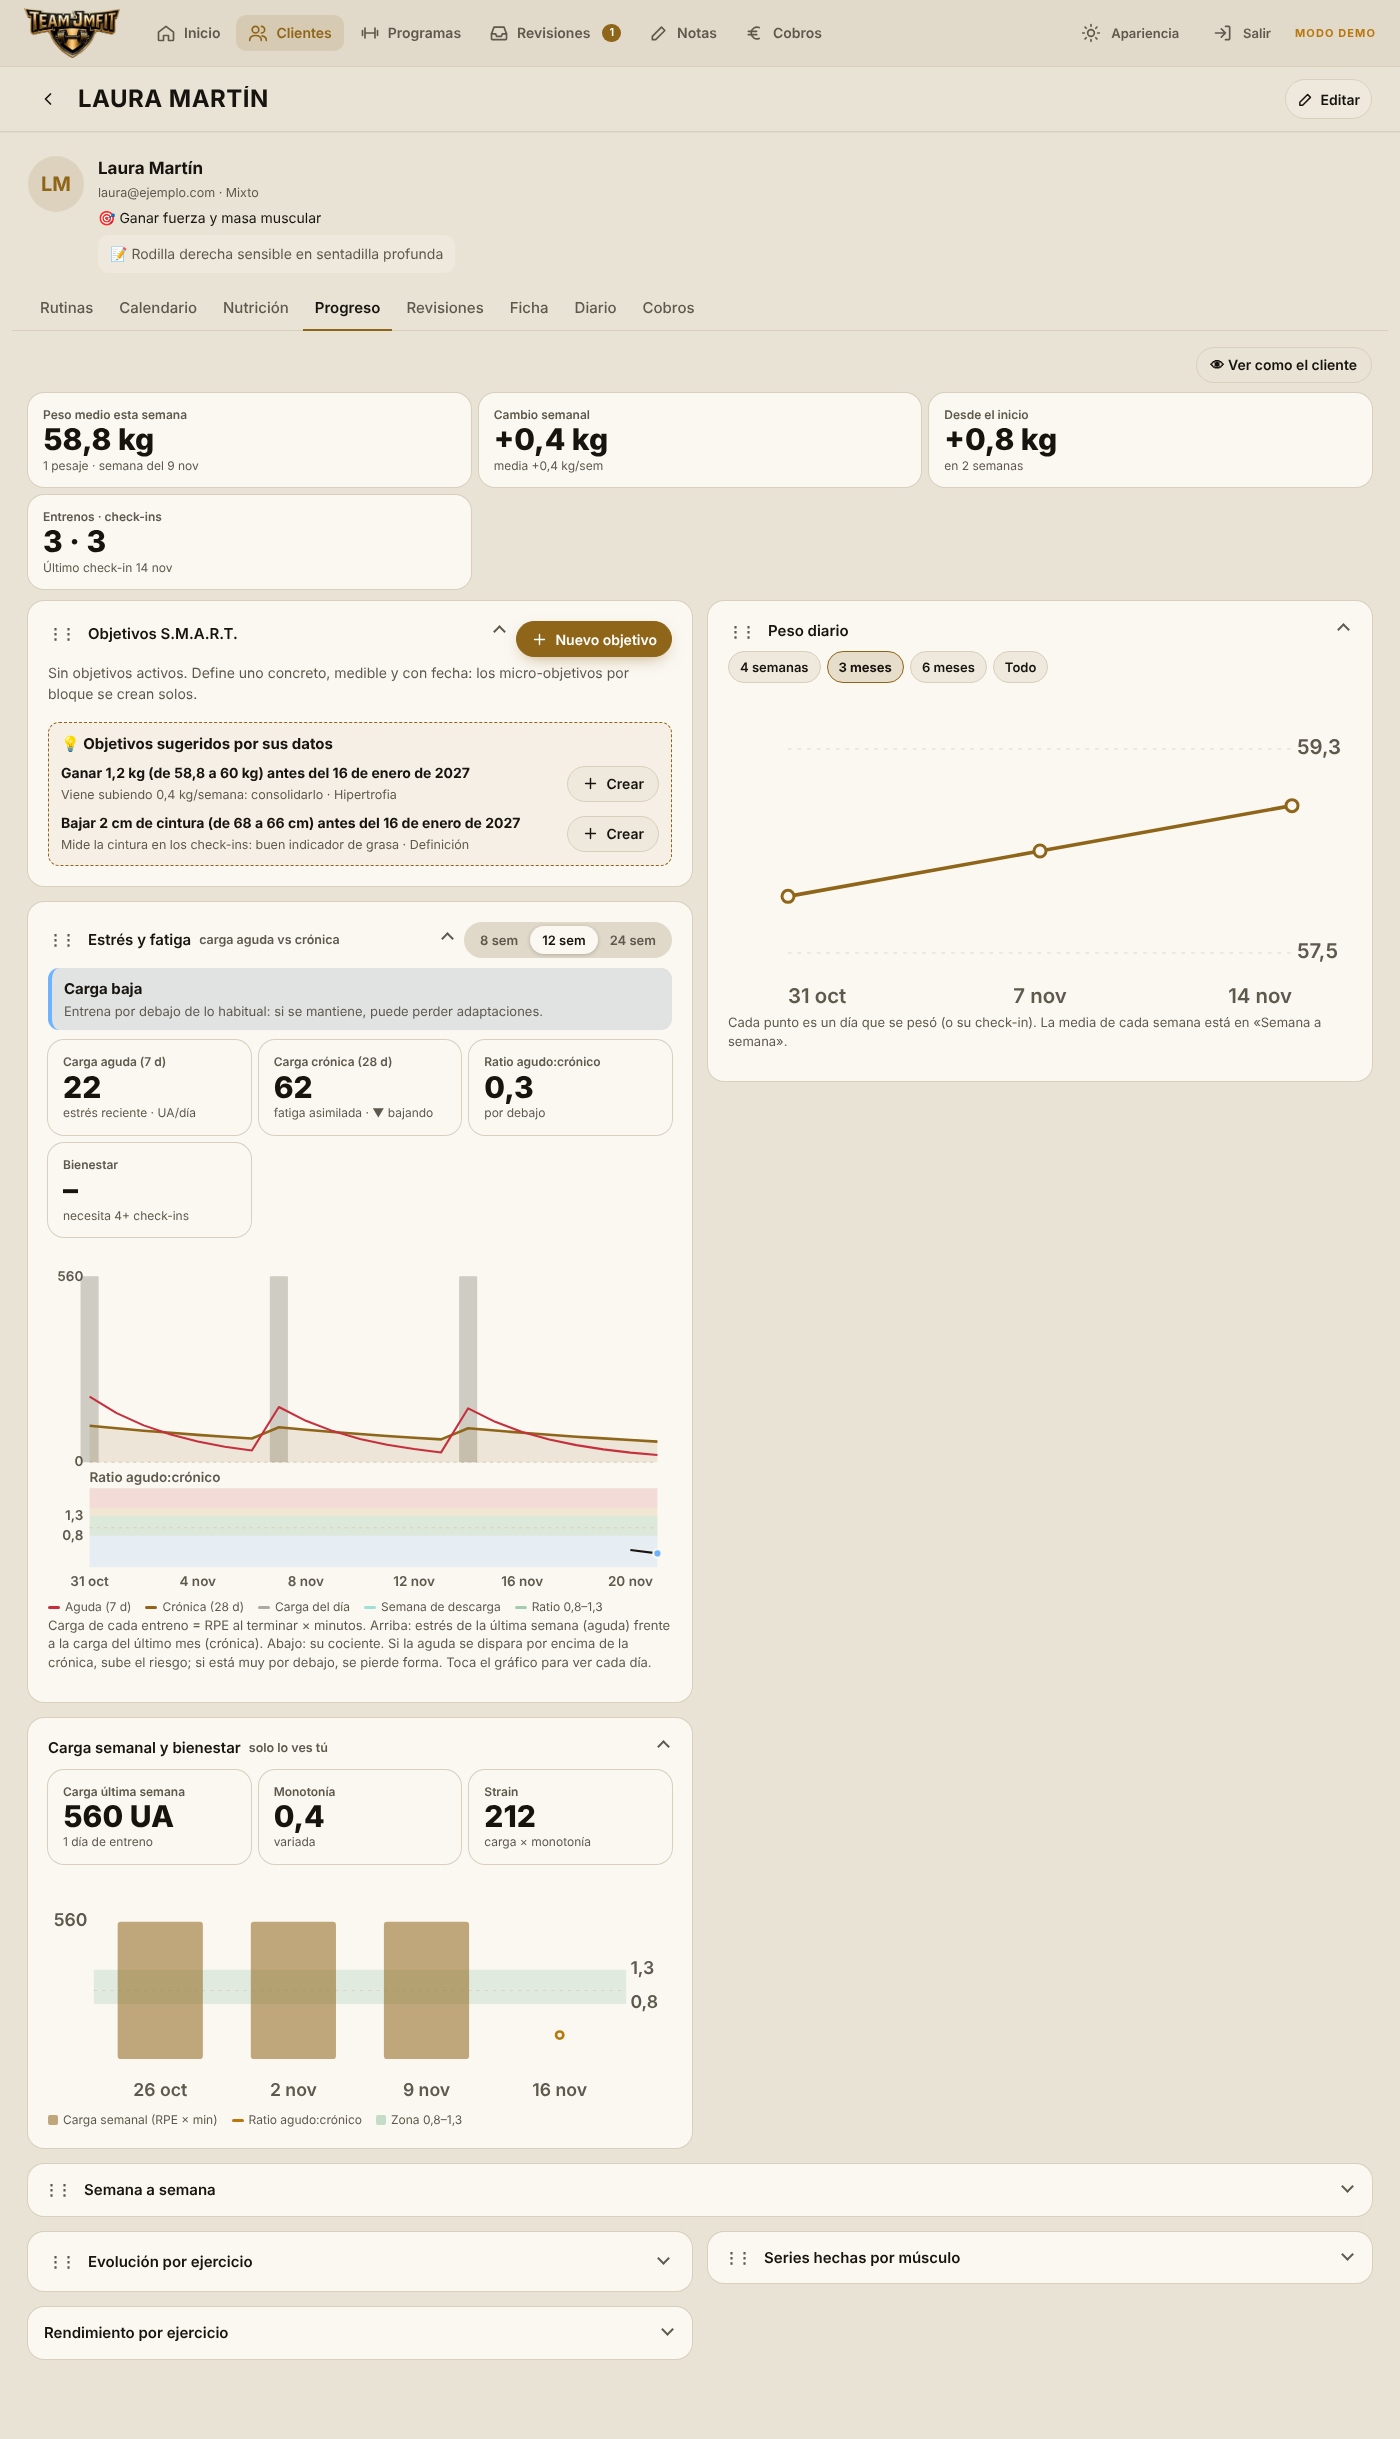 TEAM JMFIT
Inicio
Clientes
Programas
Revisiones 1
Notas
Cobros
Apariencia
Salir
MODO DEMO
LAURA MARTÍN
Editar
LM
Laura Martín
laura@ejemplo.com · Mixto
🎯 Ganar fuerza y masa muscular
📝 Rodilla derecha sensible en sentadilla profunda
Rutinas
Calendario
Nutrición
Progreso
Revisiones
Ficha
Diario
Cobros
👁 Ver como el cliente
Peso medio esta semana
58,8 kg
1 pesaje · semana del 9 nov
Cambio semanal
+0,4 kg
media +0,4 kg/sem
Desde el inicio
+0,8 kg
en 2 semanas
Entrenos · check-ins
3 · 3
Último check-in 14 nov
Objetivos S.M.A.R.T.
+ Nuevo objetivo
Sin objetivos activos. Define uno concreto, medible y con fecha: los micro-objetivos por
bloque se crean solos.
💡 Objetivos sugeridos por sus datos
Ganar 1,2 kg (de 58,8 a 60 kg) antes del 16 de enero de 2027
Viene subiendo 0,4 kg/semana: consolidarlo · Hipertrofia
+ Crear
Bajar 2 cm de cintura (de 68 a 66 cm) antes del 16 de enero de 2027
Mide la cintura en los check-ins: buen indicador de grasa · Definición
+ Crear
Peso diario
4 semanas
3 meses
6 meses
Todo
59,3
57,5
31 oct
7 nov
14 nov
Cada punto es un día que se pesó (o su check-in). La media de cada semana está en «Semana a
semana».
Estrés y fatiga carga aguda vs crónica
8 sem
12 sem
24 sem
Carga baja
Entrena por debajo de lo habitual: si se mantiene, puede perder adaptaciones.
Carga aguda (7 d)
22
estrés reciente · UA/día
Carga crónica (28 d)
62
fatiga asimilada · ▼ bajando
Ratio agudo:crónico
0,3
por debajo
Bienestar
–
necesita 4+ check-ins
560
0
Ratio agudo:crónico
1,3
0,8
31 oct
4 nov
8 nov
12 nov
16 nov
20 nov
Aguda (7 d)
Crónica (28 d)
Carga del día
Semana de descarga
Ratio 0,8–1,3
Carga de cada entreno = RPE al terminar × minutos. Arriba: estrés de la última semana (aguda) frente
a la carga del último mes (crónica). Abajo: su cociente. Si la aguda se dispara por encima de la
crónica, sube el riesgo; si está muy por debajo, se pierde forma. Toca el gráfico para ver cada día.
Carga semanal y bienestar solo lo ves tú
Carga última semana
560 UA
1 día de entreno
Monotonía
0,4
variada
Strain
212
carga × monotonía
560
1,3
0,8
26 oct
2 nov
9 nov
16 nov
Carga semanal (RPE × min)
Ratio agudo:crónico
Zona 0,8–1,3
Semana a semana
Evolución por ejercicio
Series hechas por músculo
Rendimiento por ejercicio